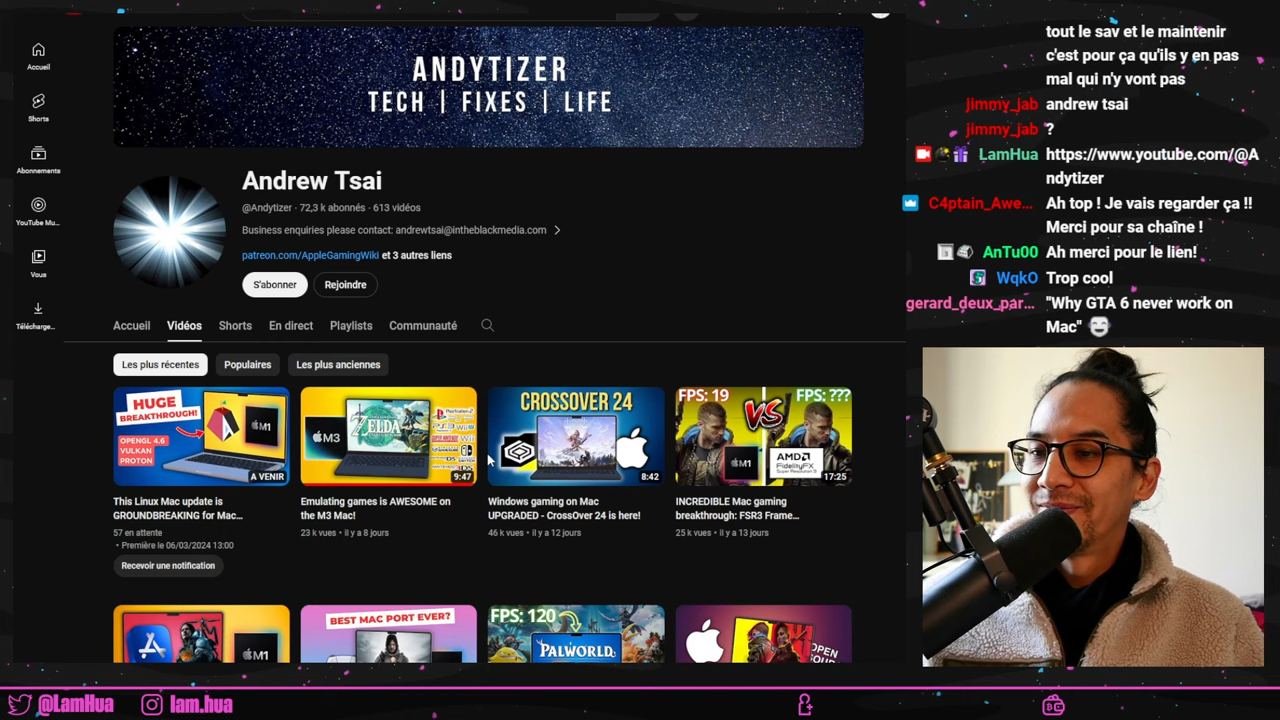 ANDYTIZER
TECH | FIXES | LIFE
Accueil
Shorts
Abonnements
YouTube Mu...
Vous
Télécharge...
Andrew Tsai
@Andytizer · 72,3 k abonnés · 613 vidéos
Business enquiries please contact: andrewtsai@intheblackmedia.com
patreon.com/AppleGamingWiki et 3 autres liens
S'abonner
Rejoindre
Accueil
Vidéos
Shorts
En direct
Playlists
Communauté
Les plus récentes
Populaires
Les plus anciennes
HUGE
BREAKTHROUGH!
OPENGL 4.6
VULKAN
PROTON
M1
A VENIR
This Linux Mac update is
GROUNDBREAKING for Mac...
57 en attente
• Première le 06/03/2024 13:00
Recevoir une notification
M3
ZELDA
Wii
9:47
Emulating games is AWESOME on
the M3 Mac!
23 k vues • il y a 8 jours
CROSSOVER 24
8:42
Windows gaming on Mac
UPGRADED - CrossOver 24 is here!
46 k vues • il y a 12 jours
FPS: 19
VS
FPS: ???
M1
AMD
FidelityFX
17:25
INCREDIBLE Mac gaming
breakthrough: FSR3 Frame...
25 k vues • il y a 13 jours
M1
BEST MAC PORT EVER?
FPS: 120
PALWORLD
OPEN
tout le sav et le maintenir
c'est pour ça qu'ils y en pas
mal qui n'y vont pas
jimmy_jab andrew tsai
jimmy_jab ?
LamHua https://www.youtube.com/@A
ndytizer
C4ptain_Awe... Ah top ! Je vais regarder ça !!
Merci pour sa chaîne !
AnTu00 Ah merci pour le lien!
WqkO Trop cool
gerard_deux_par... "Why GTA 6 never work on
Mac"
@LamHua
lam.hua